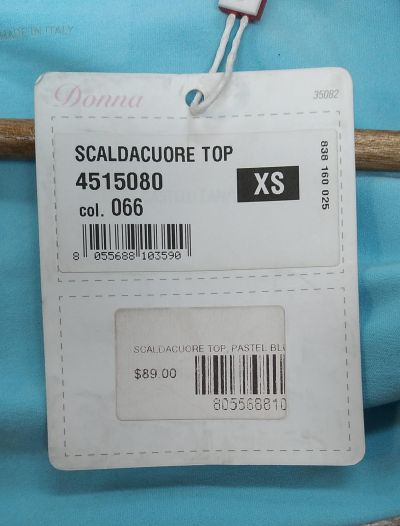 MADE IN ITALY
Donna
35082
SCALDACUORE TOP
4515080
XS
col. 066
838 160 025
8 055688 103590
SCALDACUORE TOP, PASTEL BL
$89.00
805568810